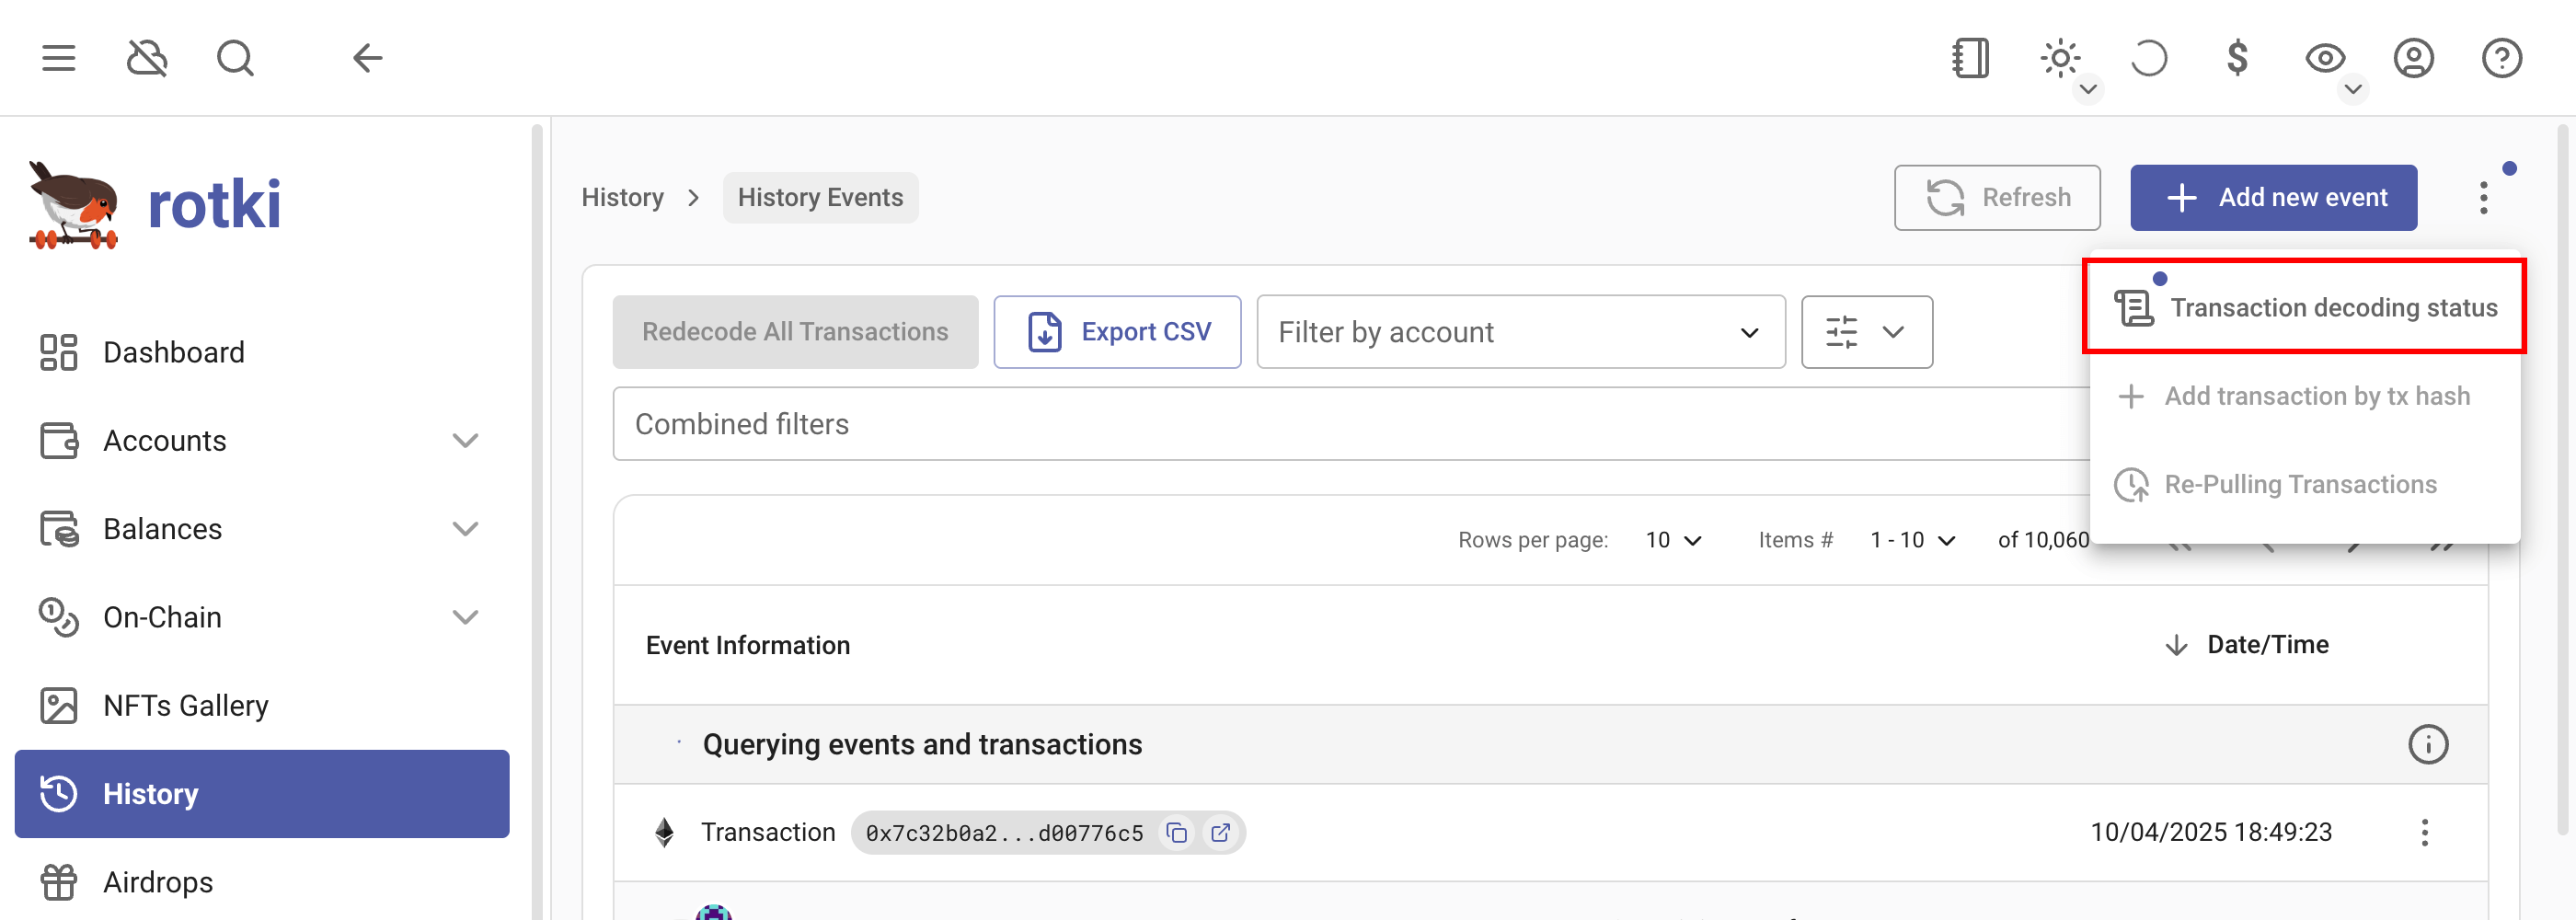 rotki
Dashboard
Accounts
Balances
On-Chain
NFTs Gallery
History
Airdrops
History
History Events
Refresh
Add new event
Transaction decoding status
Add transaction by tx hash
Re-Pulling Transactions
Redecode All Transactions
Export CSV
Filter by account
Combined filters
Rows per page: 10 Items # 1 - 10 of 10,060
Event Information
Date/Time
Querying events and transactions
Transaction 0x7c32b0a2...d00776c5 10/04/2025 18:49:23